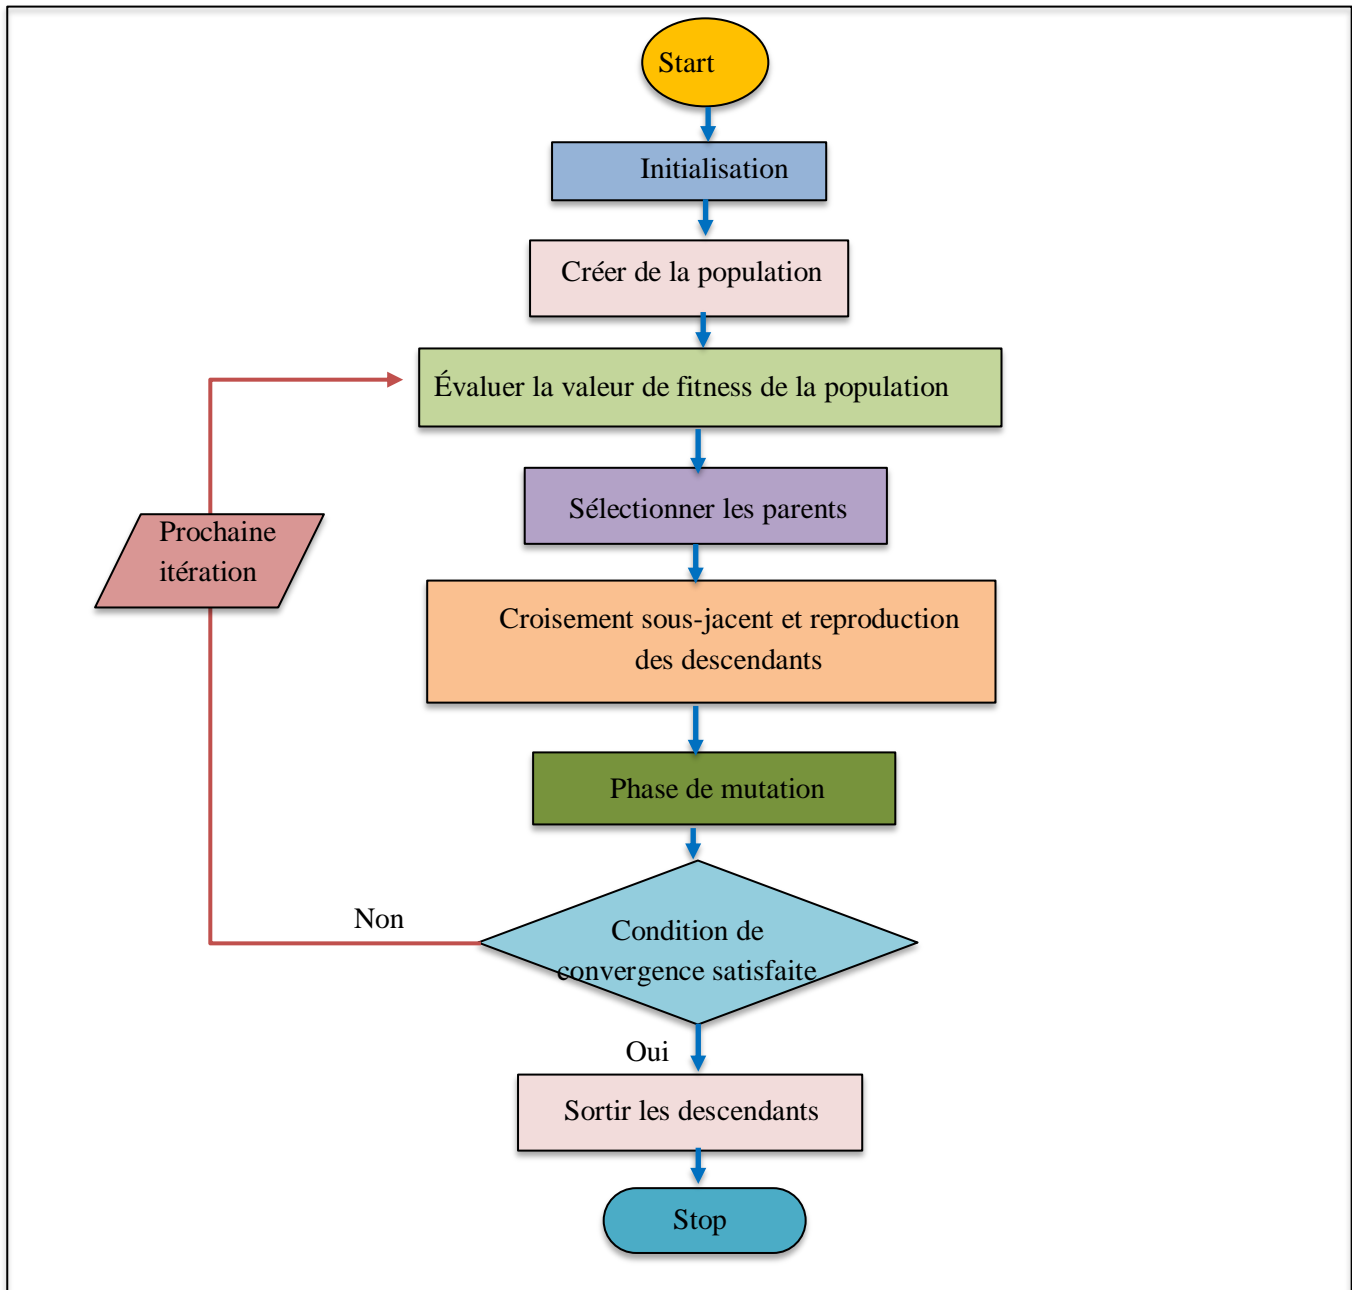 Start
Initialisation
Créer de la population
Évaluer la valeur de fitness de la population
Sélectionner les parents
Prochaine
itération
Croisement sous-jacent et reproduction
des descendants
Phase de mutation
Non
Condition de
convergence satisfaite
Oui
Sortir les descendants
Stop